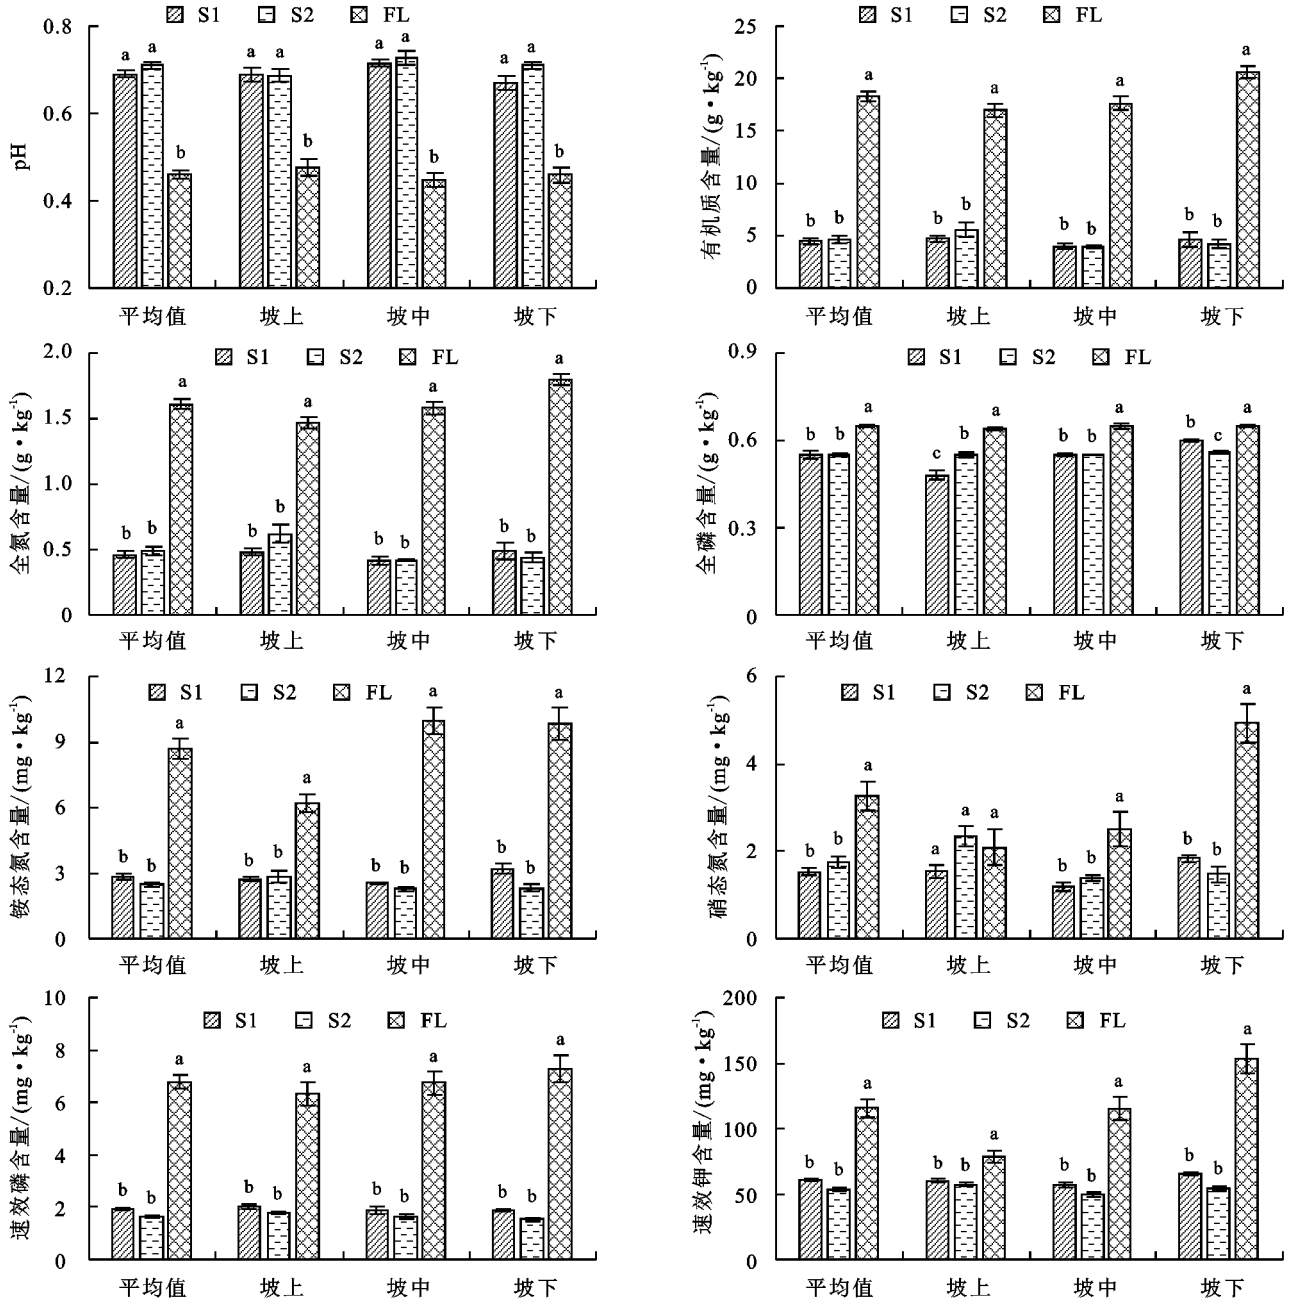 S1 S2 FL
0.8
0.6
0.4
0.2
pH
a a b a a b a a b a a b
平均值 坡上 坡中 坡下
S1 S2 FL
25
20
15
10
5
0
有机质含量/(g·kg⁻¹)
b b a b b a b b a b b a
平均值 坡上 坡中 坡下
S1 S2 FL
2.0
1.5
1.0
0.5
0
全氮含量/(g·kg⁻¹)
b b a b b a b b a b b a
平均值 坡上 坡中 坡下
S1 S2 FL
0.9
0.6
0.3
0
全磷含量/(g·kg⁻¹)
b b a c b a b b a b c a
平均值 坡上 坡中 坡下
S1 S2 FL
12
9
6
3
0
铵态氮含量/(mg·kg⁻¹)
b b a b b a b b a b b a
平均值 坡上 坡中 坡下
S1 S2 FL
6
4
2
0
硝态氮含量/(mg·kg⁻¹)
b b a a a a b b a b b a
平均值 坡上 坡中 坡下
S1 S2 FL
10
8
6
4
2
0
速效磷含量/(mg·kg⁻¹)
b b a b b a b b a b b a
平均值 坡上 坡中 坡下
S1 S2 FL
200
150
100
50
0
速效钾含量/(mg·kg⁻¹)
b b a b b a b b a b b a
平均值 坡上 坡中 坡下